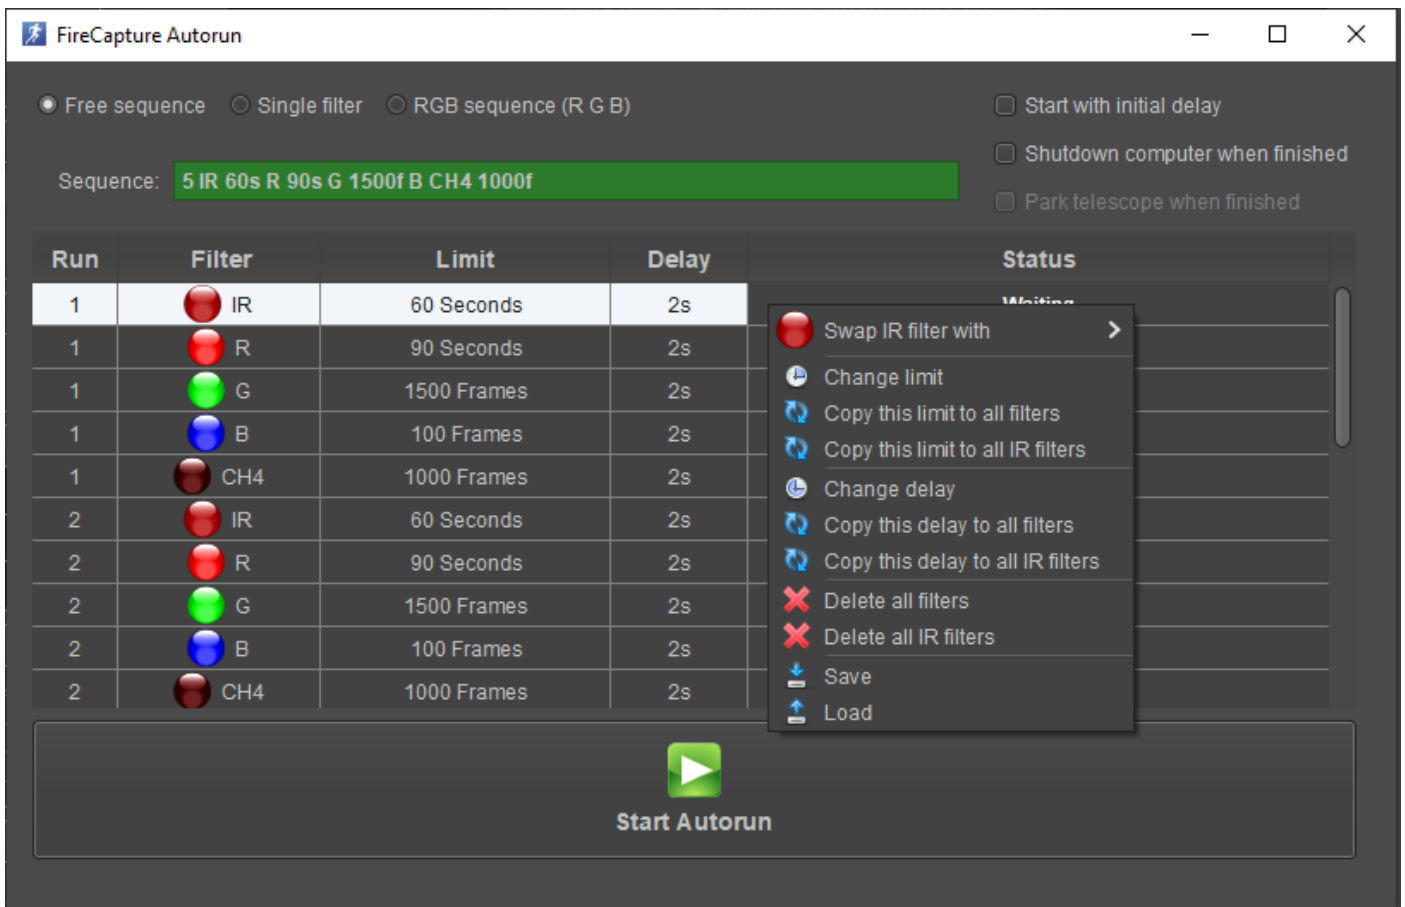 FireCapture Autorun
Free sequence Single filter RGB sequence (R G B) Start with initial delay
Shutdown computer when finished
Sequence: 5 IR 60s R 90s G 1500f B CH4 1000f
Park telescope when finished
Run Filter Limit Delay Status
1 IR 60 Seconds 2s Waiting
1 R 90 Seconds 2s
1 G 1500 Frames 2s
1 B 100 Frames 2s
1 CH4 1000 Frames 2s
2 IR 60 Seconds 2s
2 R 90 Seconds 2s
2 G 1500 Frames 2s
2 B 100 Frames 2s
2 CH4 1000 Frames 2s
Swap IR filter with
Change limit
Copy this limit to all filters
Copy this limit to all IR filters
Change delay
Copy this delay to all filters
Copy this delay to all IR filters
Delete all filters
Delete all IR filters
Save
Load
Start Autorun